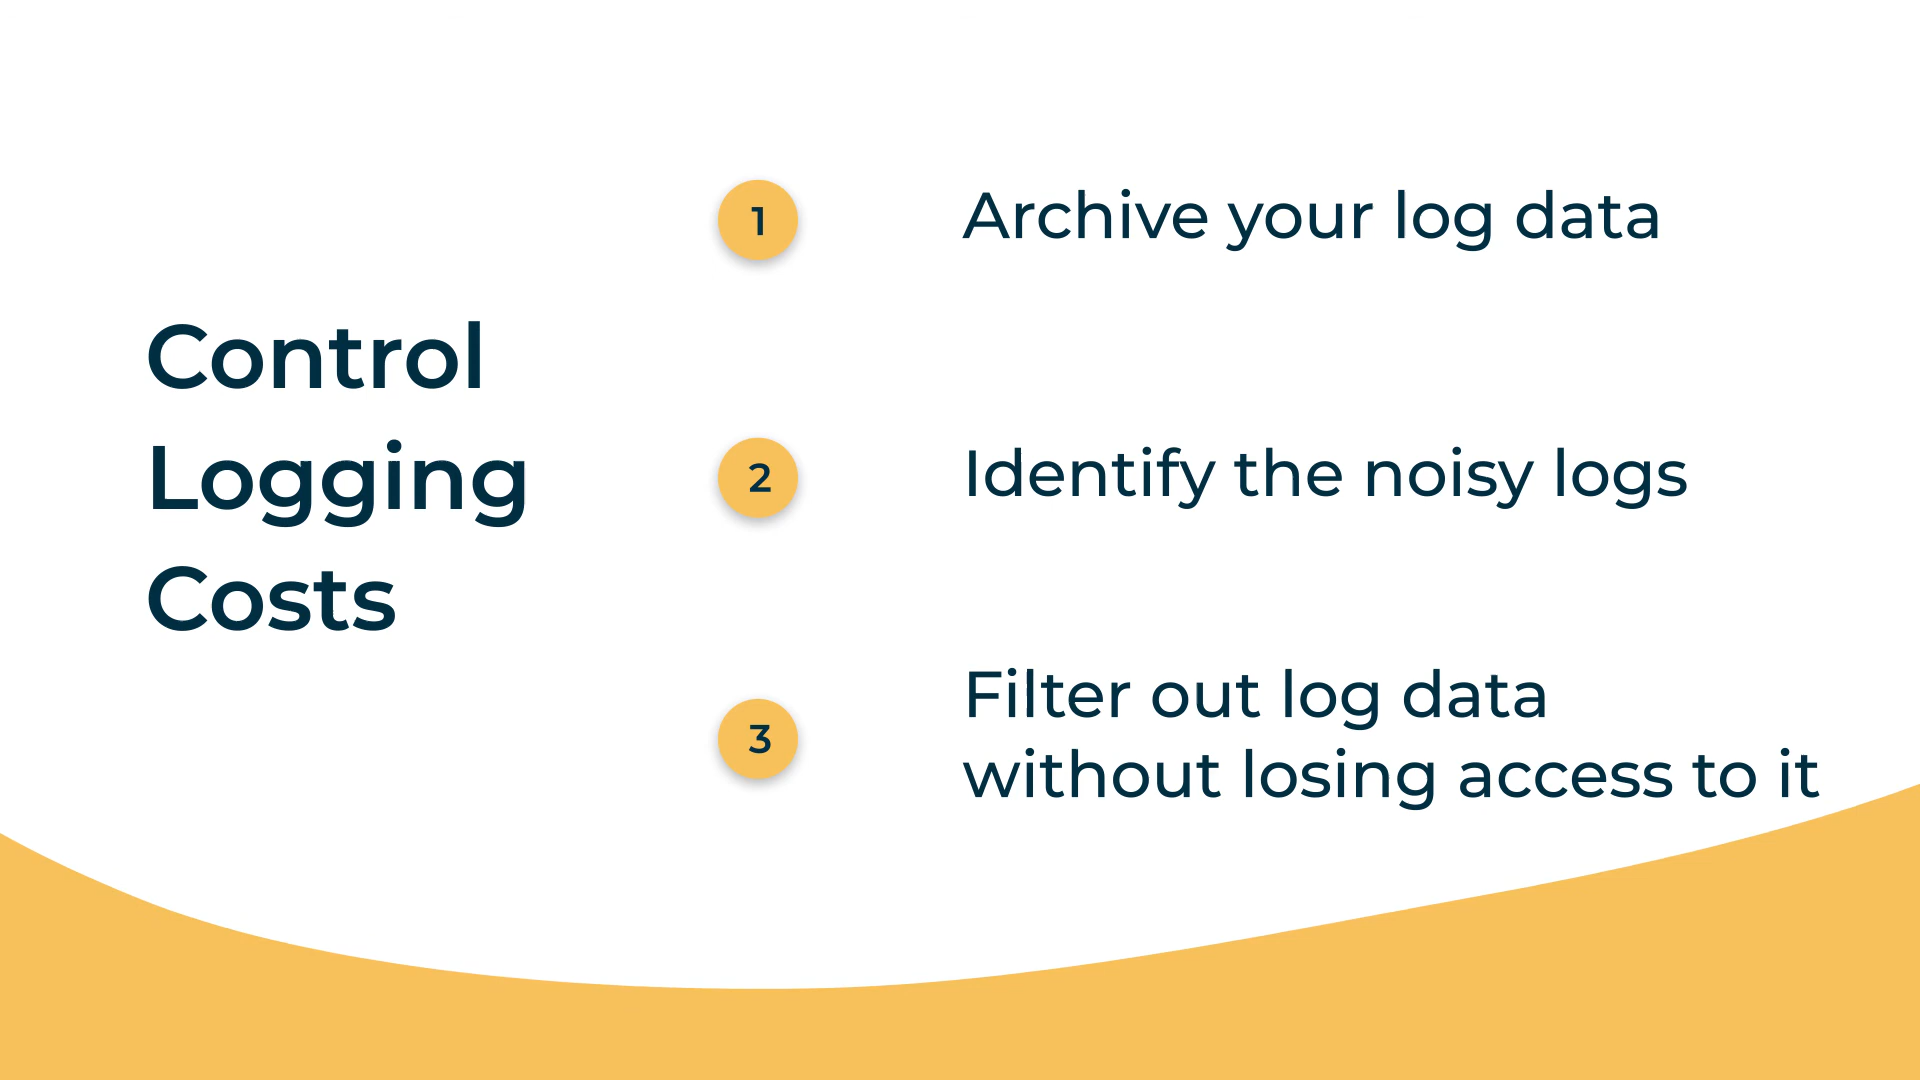 Control
Logging
Costs
1
Archive your log data
2
Identify the noisy logs
3
Filter out log data
without losing access to it